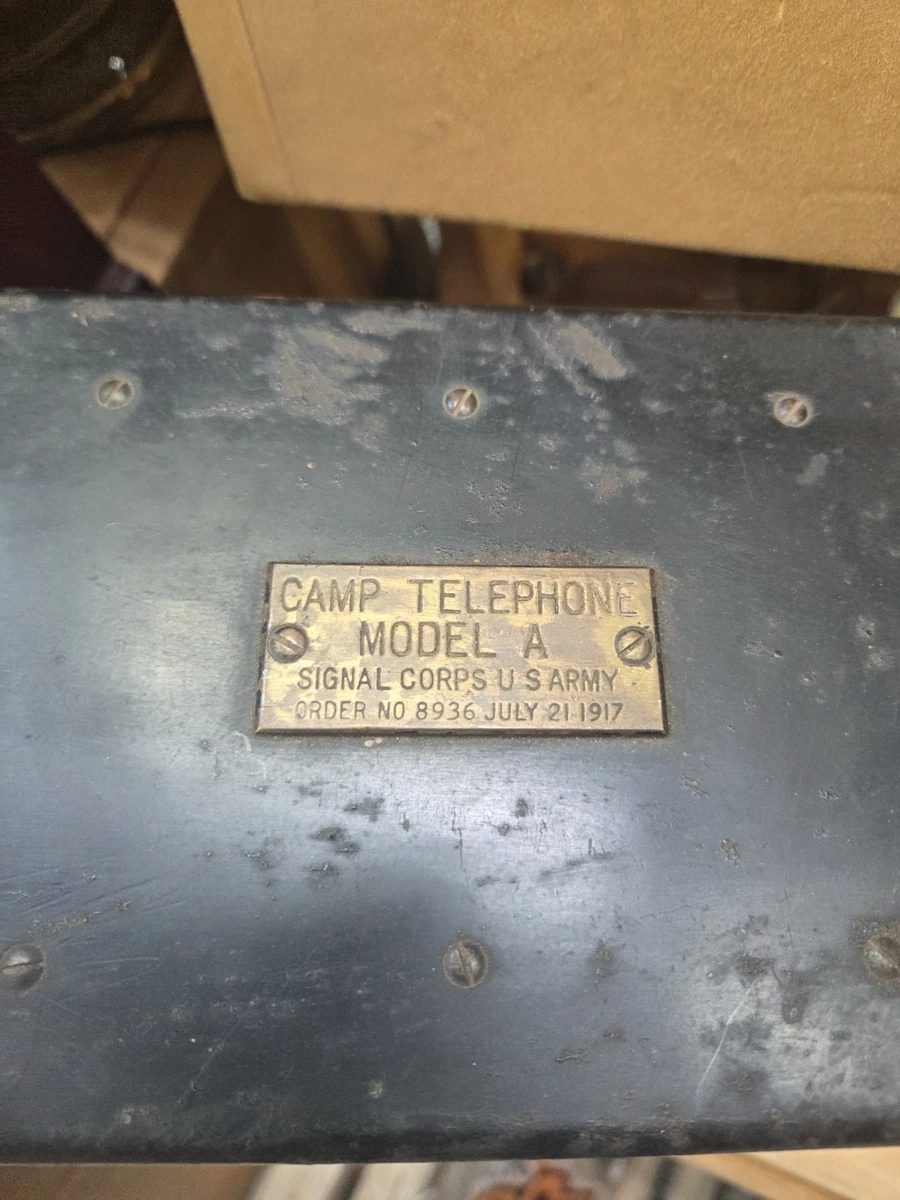 CAMP TELEPHONE
MODEL A
SIGNAL CORPS U S ARMY
ORDER NO 8936 JULY 21 1917